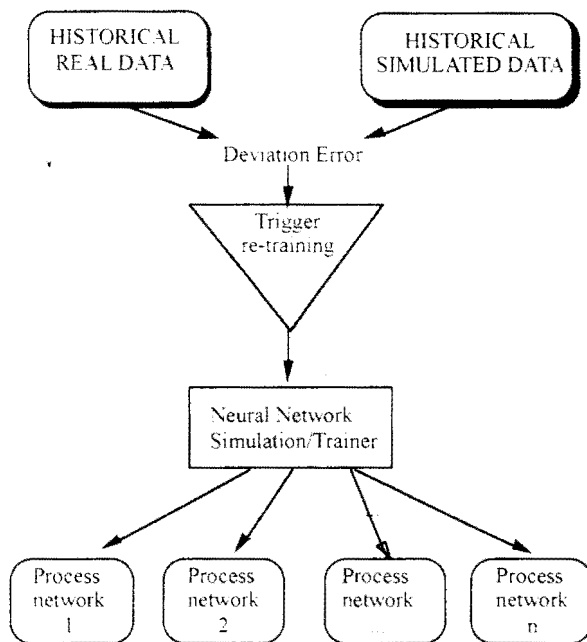 HISTORICAL
REAL DATA
HISTORICAL
SIMULATED DATA
Deviation Error
Trigger
re-training
Neural Network
Simulation/Trainer
Process
network
1
Process
network
2
Process
network
...
Process
network
n